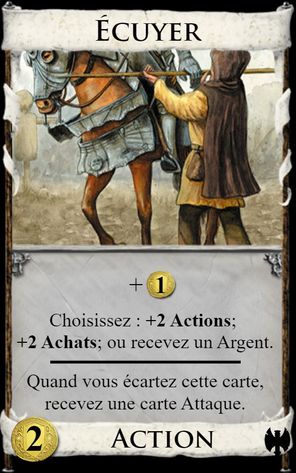 ÉCUYER
+ 1
Choisissez : +2 Actions;
+2 Achats; ou recevez un Argent.
Quand vous écartez cette carte,
recevez une carte Attaque.
2 ACTION